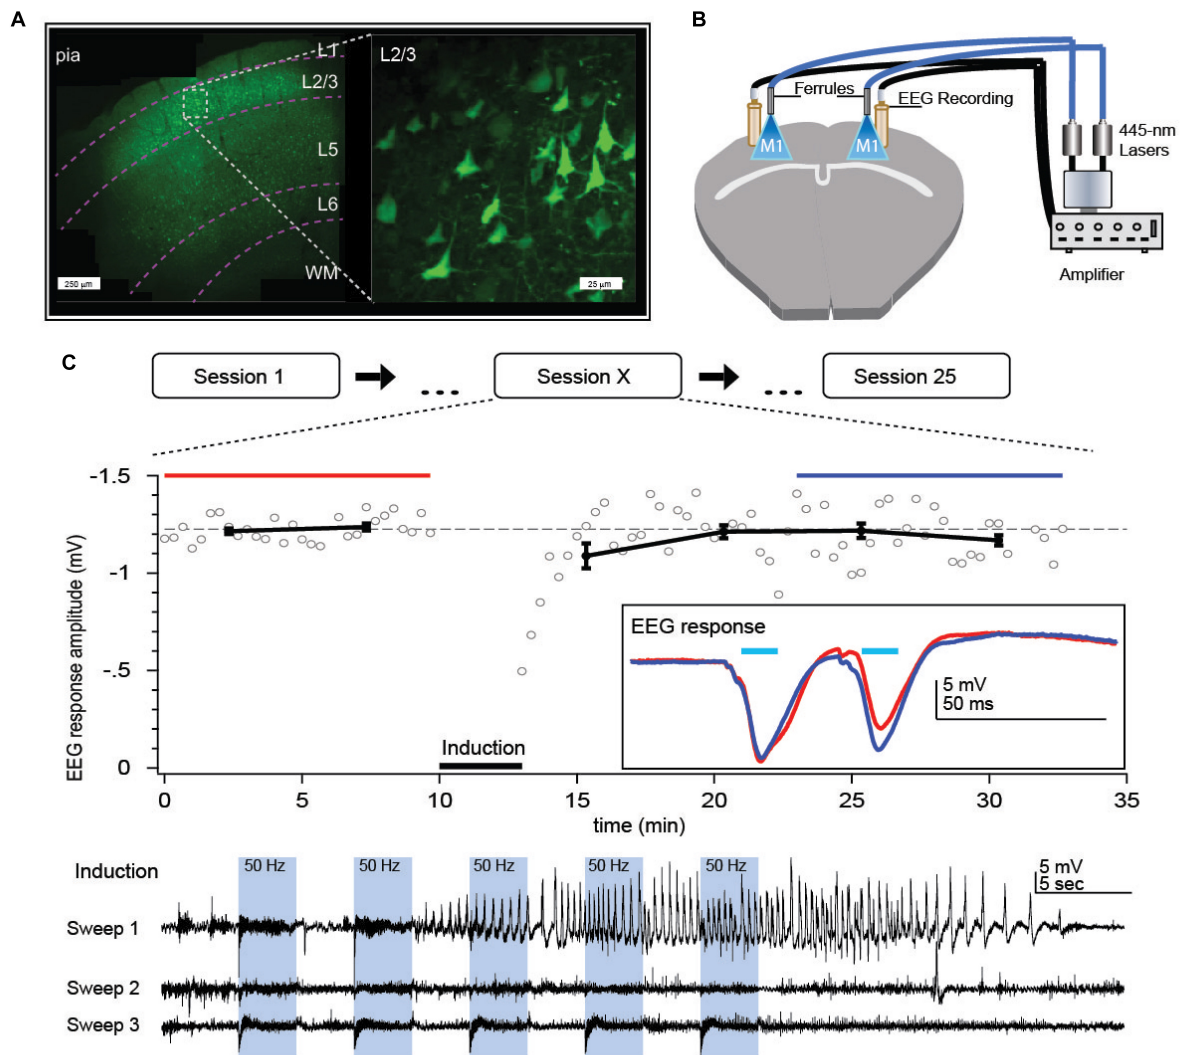 A
pia
L1
L2/3
L5
L6
WM
250 µm
L2/3
25 µm
B
Ferrules
EEG Recording
M1
M1
445-nm
Lasers
Amplifier
C
Session 1
...
Session X
...
Session 25
EEG response amplitude (mV)
-1.5
-1
-.5
0
Induction
EEG response
5 mV
50 ms
0
5
10
15
20
25
30
35
time (min)
Induction
50 Hz
50 Hz
50 Hz
50 Hz
50 Hz
5 mV
5 sec
Sweep 1
Sweep 2
Sweep 3